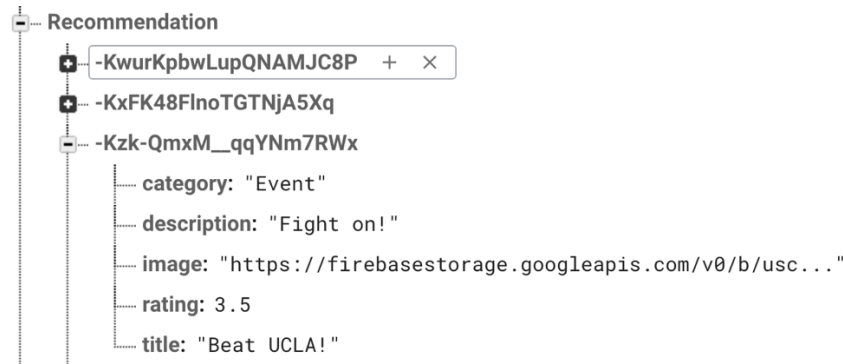 Recommendation
-KwurKpbwLupQNAMJC8P + ×
-KxFK48FlnoTGTNjA5Xq
-Kzk-QmxM__qqYNm7RWx
category: "Event"
description: "Fight on!"
image: "https://firebasestorage.googleapis.com/v0/b/usc..."
rating: 3.5
title: "Beat UCLA!"